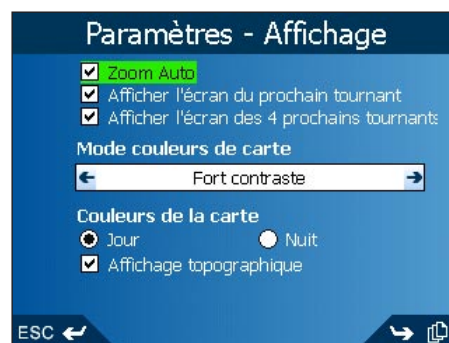 Paramètres - Affichage
Zoom Auto
Afficher l'écran du prochain tournant
Afficher l'écran des 4 prochains tournants
Mode couleurs de carte
Fort contraste
Couleurs de la carte
Jour Nuit
Affichage topographique
ESC